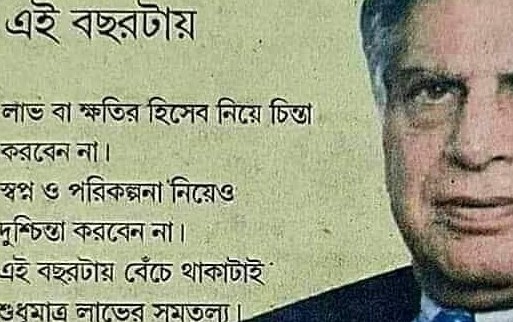 এই বছরটায়
লাভ বা ক্ষতির হিসেব নিয়ে চিন্তা
করবেন না।
স্বপ্ন ও পরিকল্পনা নিয়েও
দুশ্চিন্তা করবেন না।
এই বছরটায় বেঁচে থাকাটাই
শুধুমাত্র লাভের সমতুল্য।